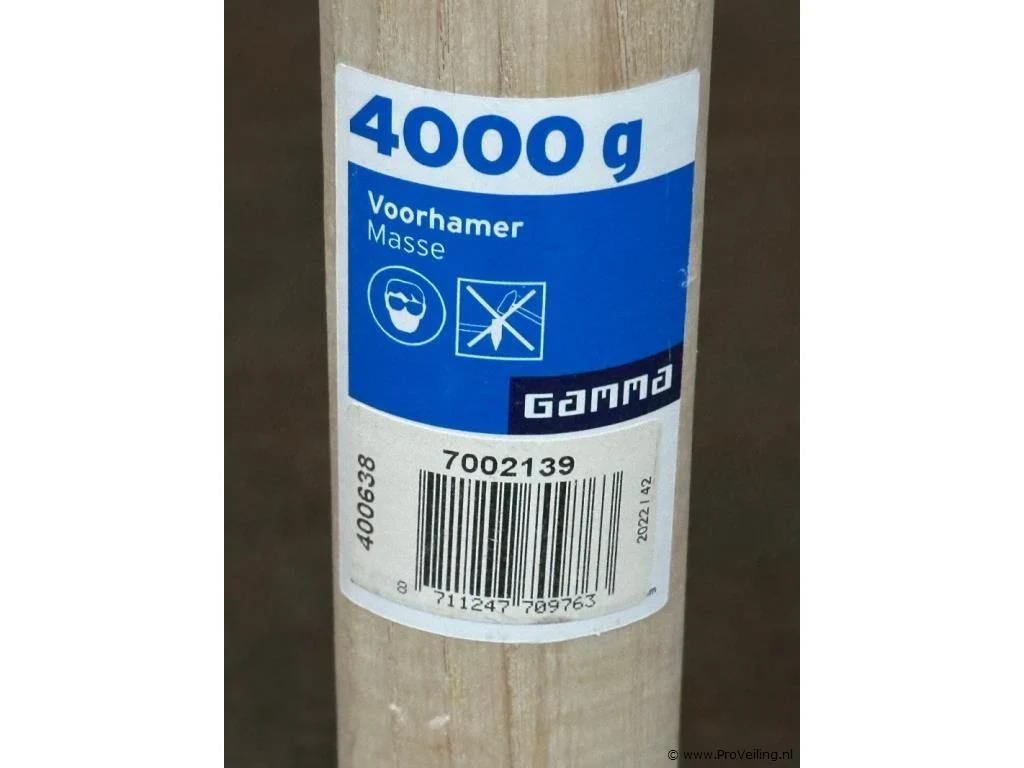 4000 g
Voorhamer
Masse
GAMMA
7002139
400638
2022 / 42
8 711247 709763
© www.ProVeiling.nl